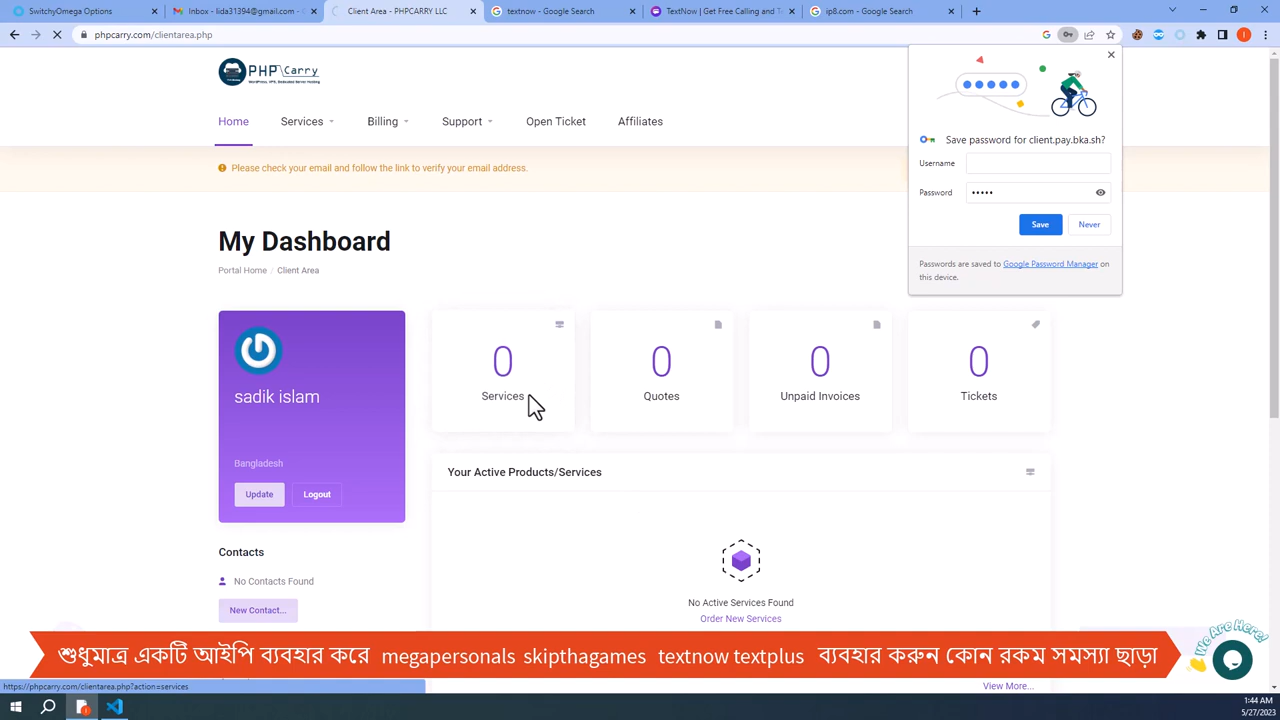 SwitchyOmega Options
Inbox - lidia31394@gmail.com
Client Area - PHPCARRY LLC
textNow - Google Search
TextNow | Get Free Calling and T
ip8.com - Google Search
phpcarry.com/clientarea.php
PHP\Carry
WordPress, VPS, Dedicated Server Hosting
Home Services Billing Support Open Ticket Affiliates
Please check your email and follow the link to verify your email address.
Save password for client.pay.bka.sh?
Username
Password •••••
Save Never
Passwords are saved to Google Password Manager on
this device.
My Dashboard
Portal Home / Client Area
sadik islam
Bangladesh
Update Logout
0 0 0 0
Services Quotes Unpaid Invoices Tickets
Your Active Products/Services
No Active Services Found
Order New Services
Contacts
No Contacts Found
New Contact...
We Are Here!
শুধুমাত্র একটি আইপি ব্যবহার করে megapersonals skipthagames textnow textplus ব্যবহার করুন কোন রকম সমস্যা ছাড়া
View More...
https://phpcarry.com/clientarea.php?action=services
1:44 AM
5/27/2023